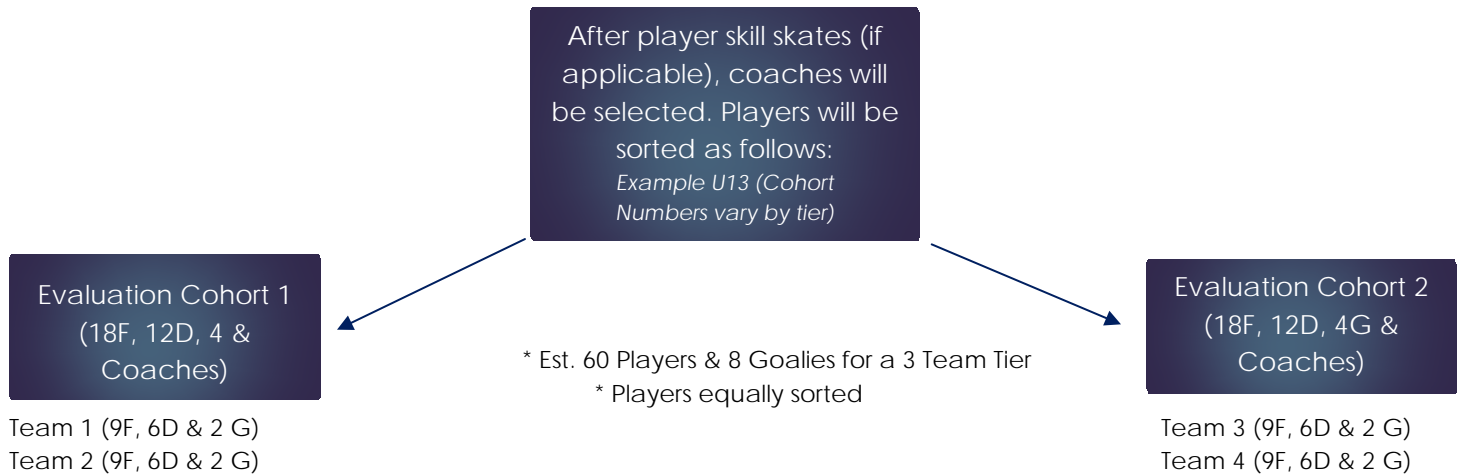 After player skill skates (if
applicable), coaches will
be selected. Players will be
sorted as follows:
Example U13 (Cohort
Numbers vary by tier)
Evaluation Cohort 1
(18F, 12D, 4 &
Coaches)
Evaluation Cohort 2
(18F, 12D, 4G &
Coaches)
* Est. 60 Players & 8 Goalies for a 3 Team Tier
* Players equally sorted
Team 1 (9F, 6D & 2 G)
Team 2 (9F, 6D & 2 G)
Team 3 (9F, 6D & 2 G)
Team 4 (9F, 6D & 2 G)